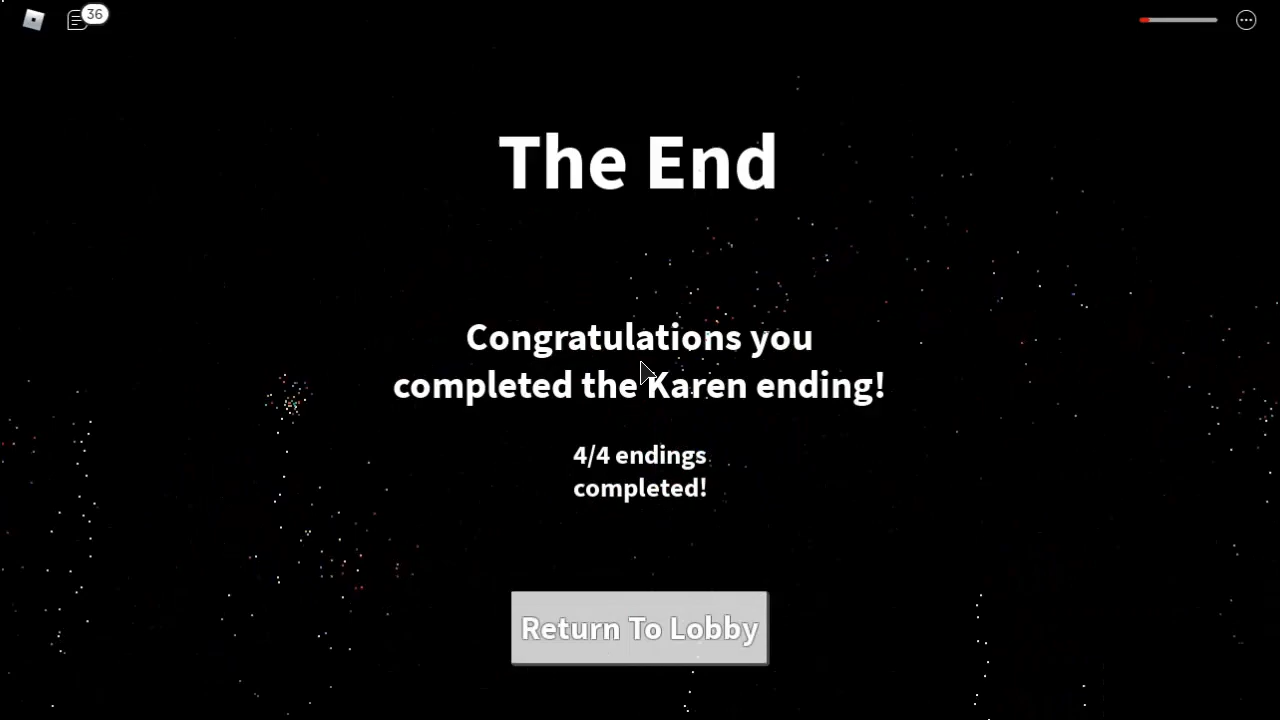 36
The End
Congratulations you
completed the Karen ending!
4/4 endings
completed!
Return To Lobby